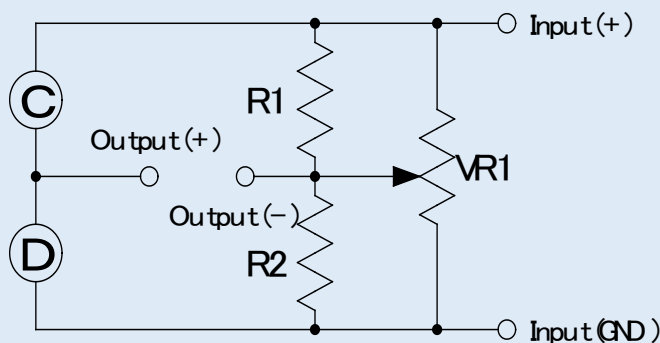 Input(+)
C
R1
Output(+)
VR1
Output(−)
D
R2
Input(GND)